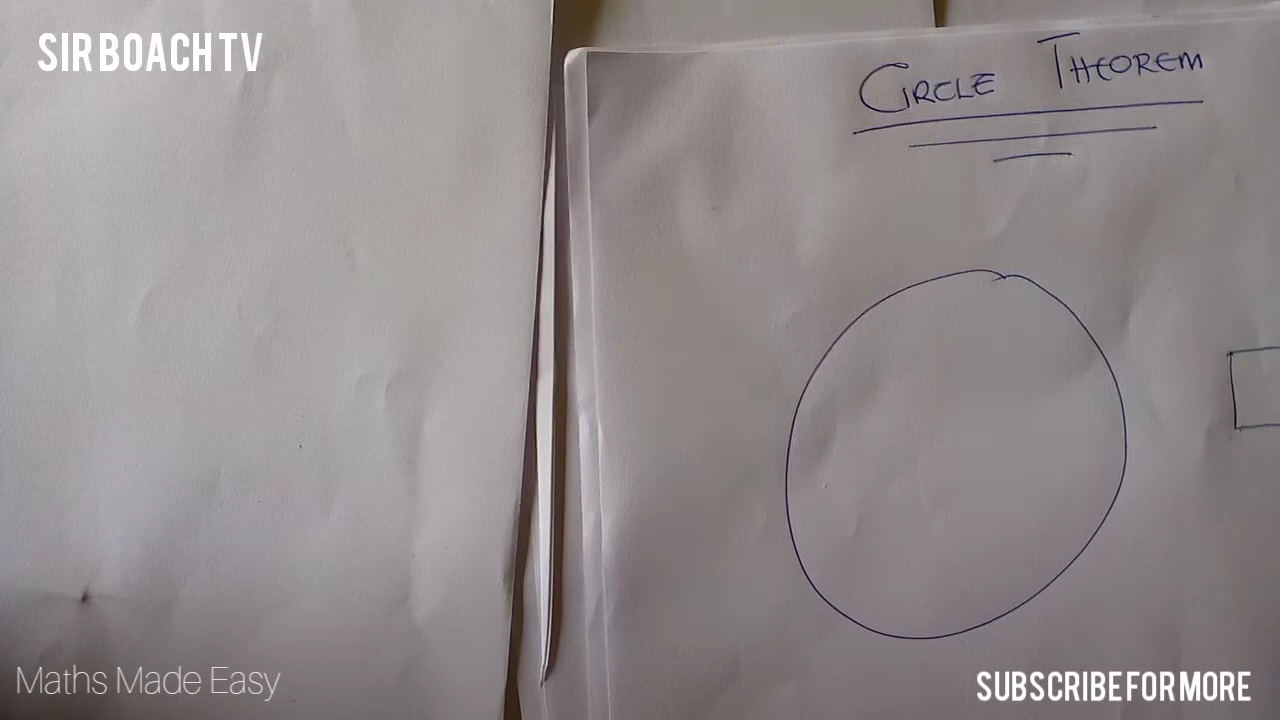 SIR BOACH TV
CIRCLE THEOREM
Maths Made Easy
SUBSCRIBE FOR MORE